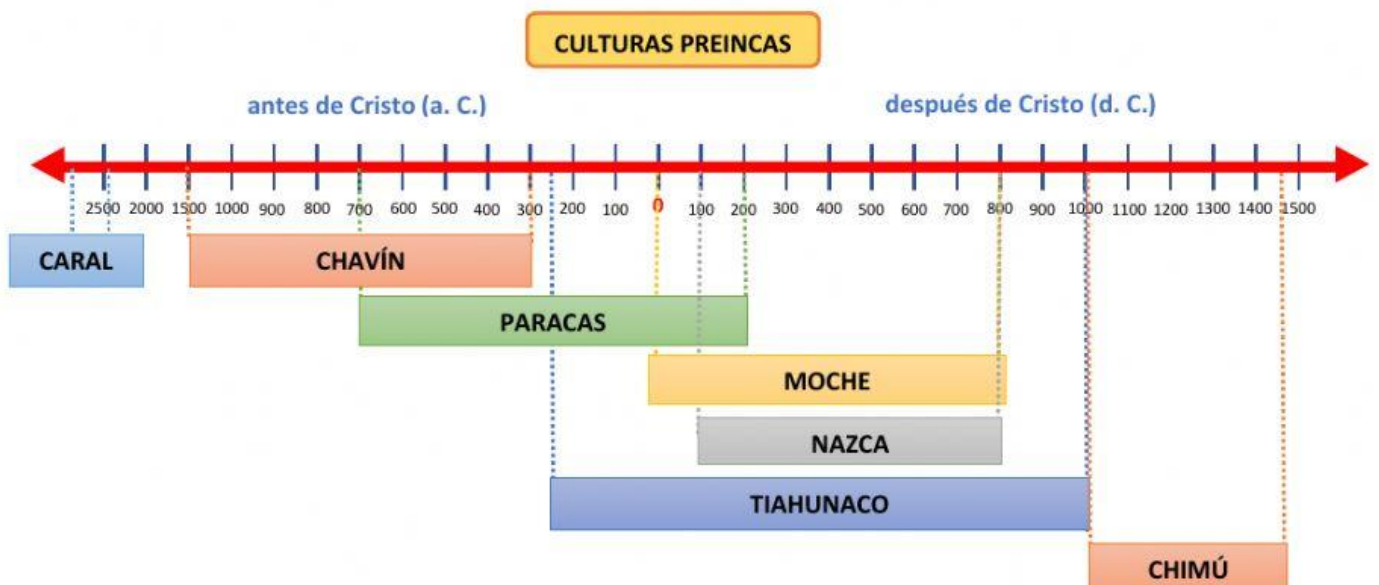 CULTURAS PREINCAS
antes de Cristo (a. C.)
después de Cristo (d. C.)
2500 2000 1500 1000 900 800 700 600 500 400 300 200 100 0 100 200 300 400 500 600 700 800 900 1000 1100 1200 1300 1400 1500
CARAL
CHAVÍN
PARACAS
MOCHE
NAZCA
TIAHUNACO
CHIMÚ